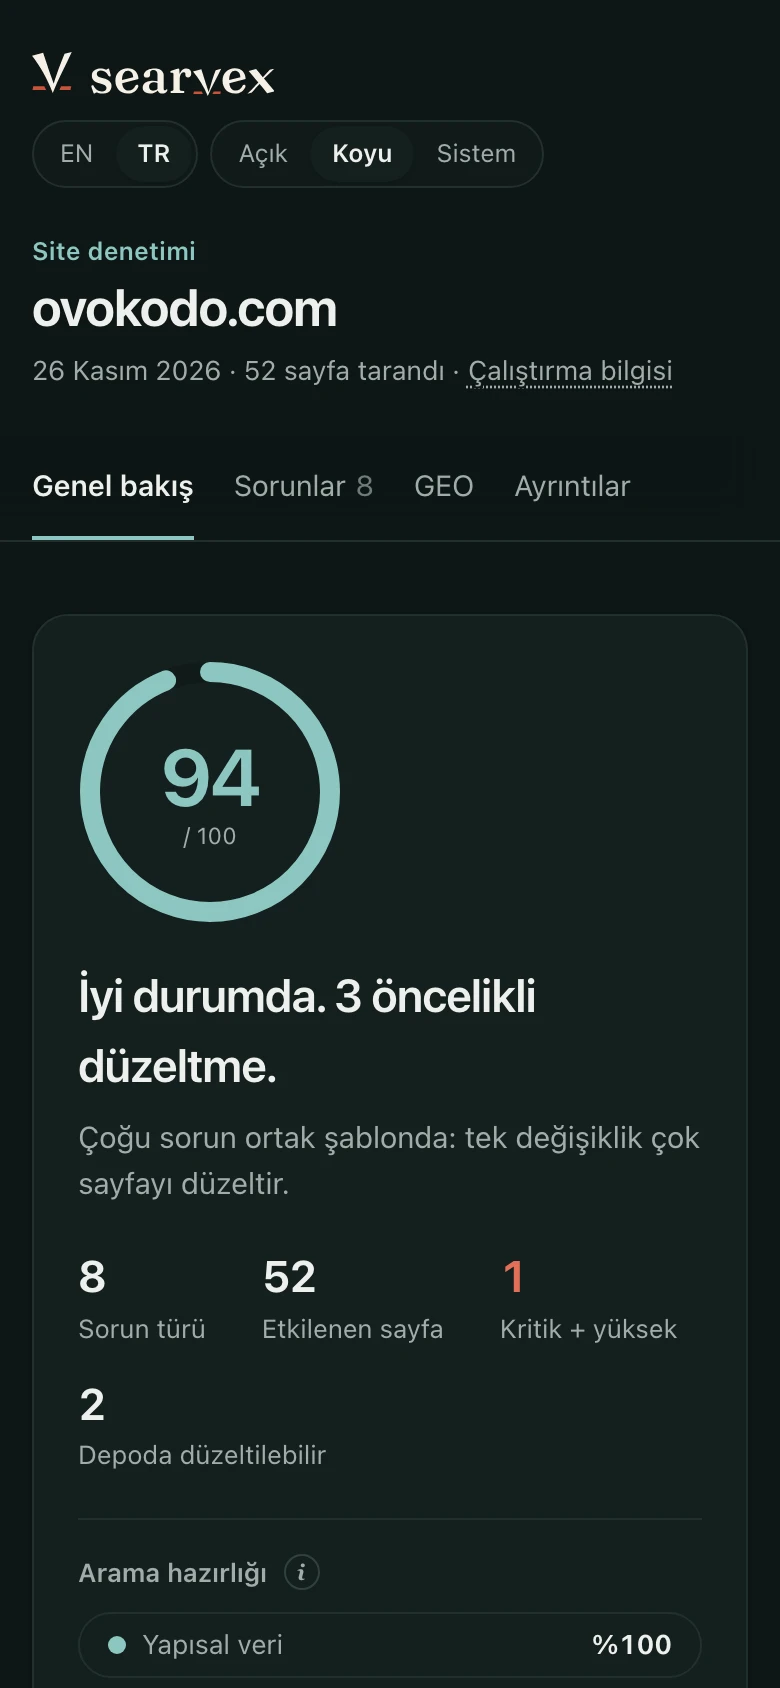 searvex
EN TR Açık Koyu Sistem
Site denetimi
ovokodo.com
26 Kasım 2026 · 52 sayfa tarandı · Çalıştırma bilgisi
Genel bakış Sorunlar 8 GEO Ayrıntılar
94
/ 100
İyi durumda. 3 öncelikli
düzeltme.
Çoğu sorun ortak şablonda: tek değişiklik çok
sayfayı düzeltir.
8 52 1
Sorun türü Etkilenen sayfa Kritik + yüksek
2
Depoda düzeltilebilir
Arama hazırlığı i
Yapısal veri %100